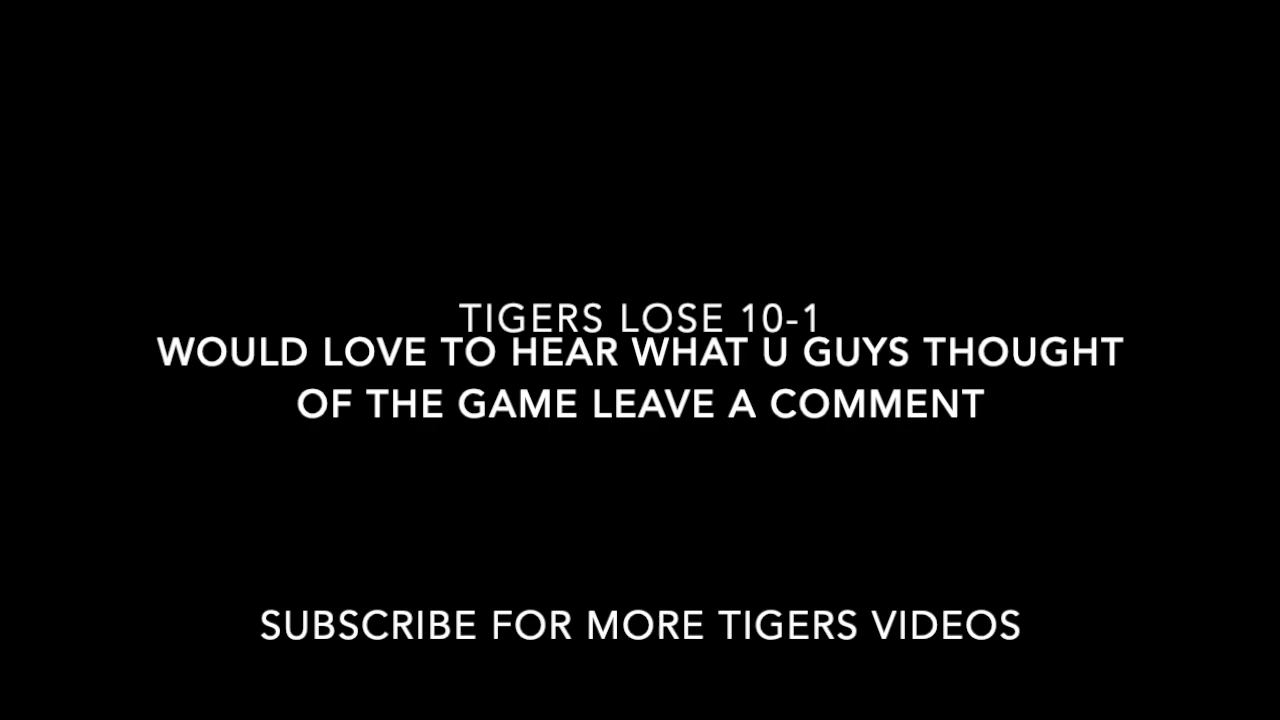 TIGERS LOSE 10-1
WOULD LOVE TO HEAR WHAT U GUYS THOUGHT
OF THE GAME LEAVE A COMMENT
SUBSCRIBE FOR MORE TIGERS VIDEOS